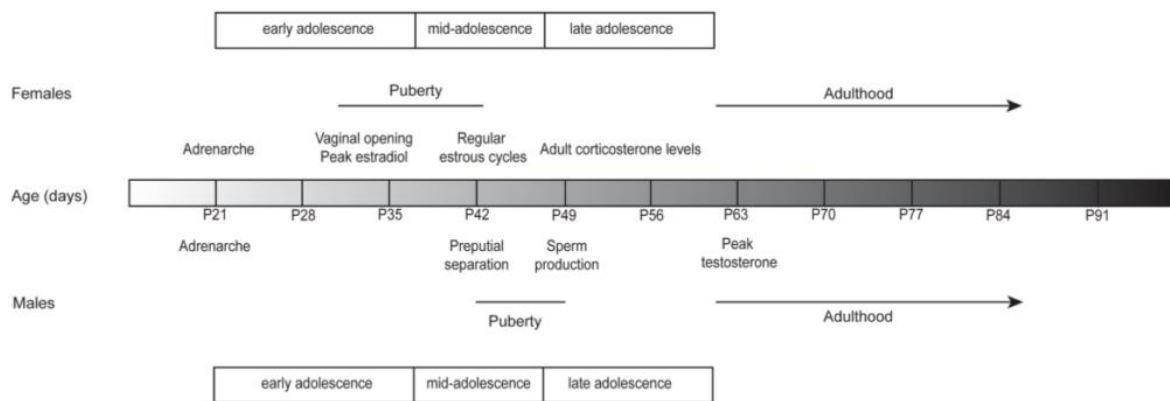 early adolescence mid-adolescence late adolescence
Females
Puberty
Adulthood
Adrenarche
Vaginal opening
Peak estradiol
Regular
estrous cycles
Adult corticosterone levels
Age (days)
P21 P28 P35 P42 P49 P56 P63 P70 P77 P84 P91
Adrenarche
Preputial
separation
Sperm
production
Peak
testosterone
Males
Puberty
Adulthood
early adolescence mid-adolescence late adolescence